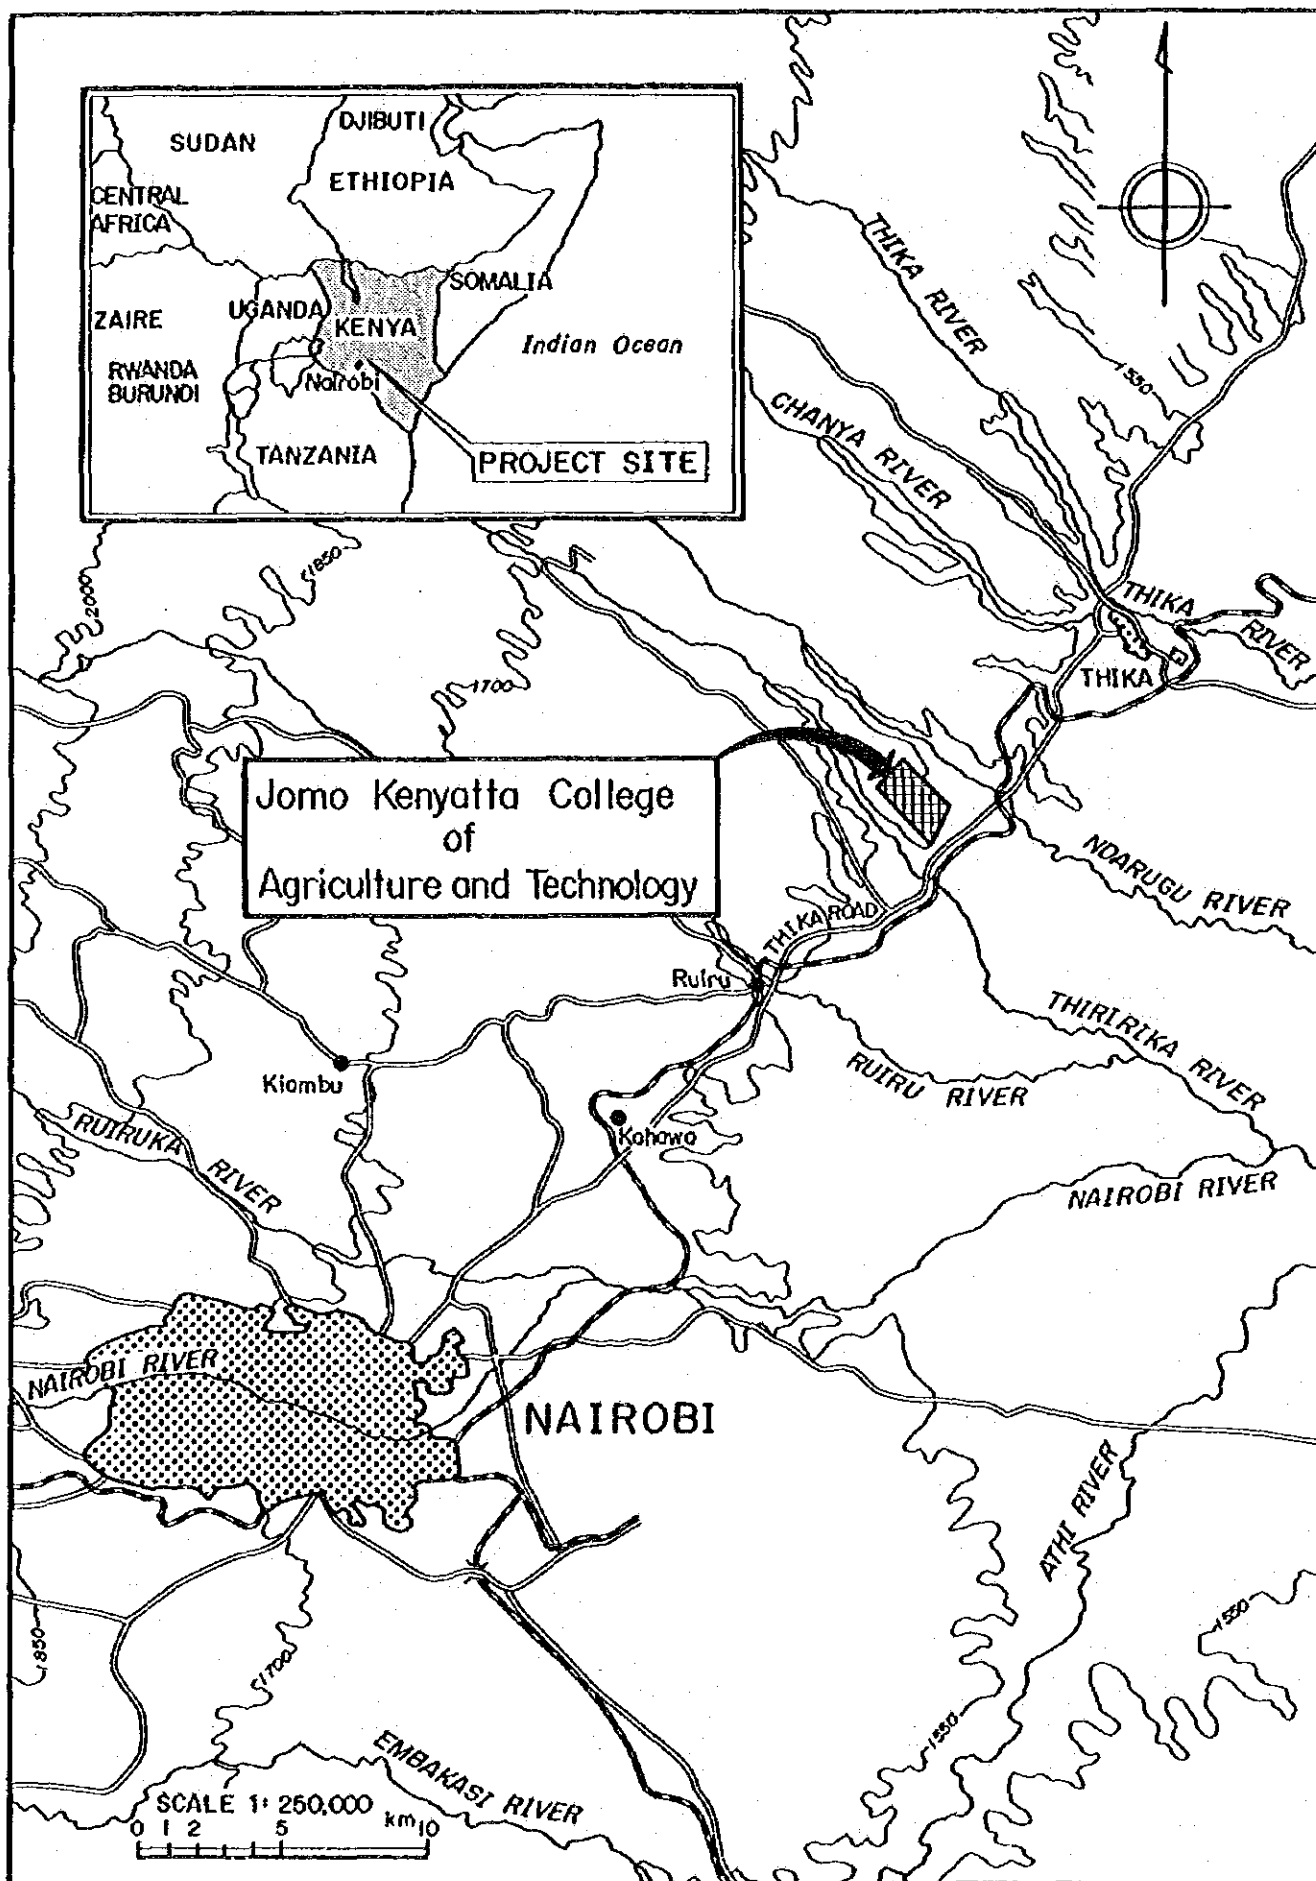 DJIBUTI
SUDAN
ETHIOPIA
CENTRAL
AFRICA
SOMALIA
UGANDA
ZAIRE
KENYA
Indian Ocean
RWANDA
BURUNDI
Nairobi
TANZANIA
PROJECT SITE
THIKA RIVER
1550
CHANYA RIVER
1850
2000
THIKA
RIVER
THIKA
1700
Jomo Kenyatta College
of
Agriculture and Technology
NDARUGU RIVER
THIKA ROAD
Ruiru
THIRIRIKA RIVER
RUIRU RIVER
Kiambu
Kahawa
RUIRUKA RIVER
NAIROBI RIVER
NAIROBI RIVER
NAIROBI
ATHI RIVER
1550
1850
1700
1550
EMBAKASI RIVER
SCALE 1: 250,000
km
0 1 2 5 10